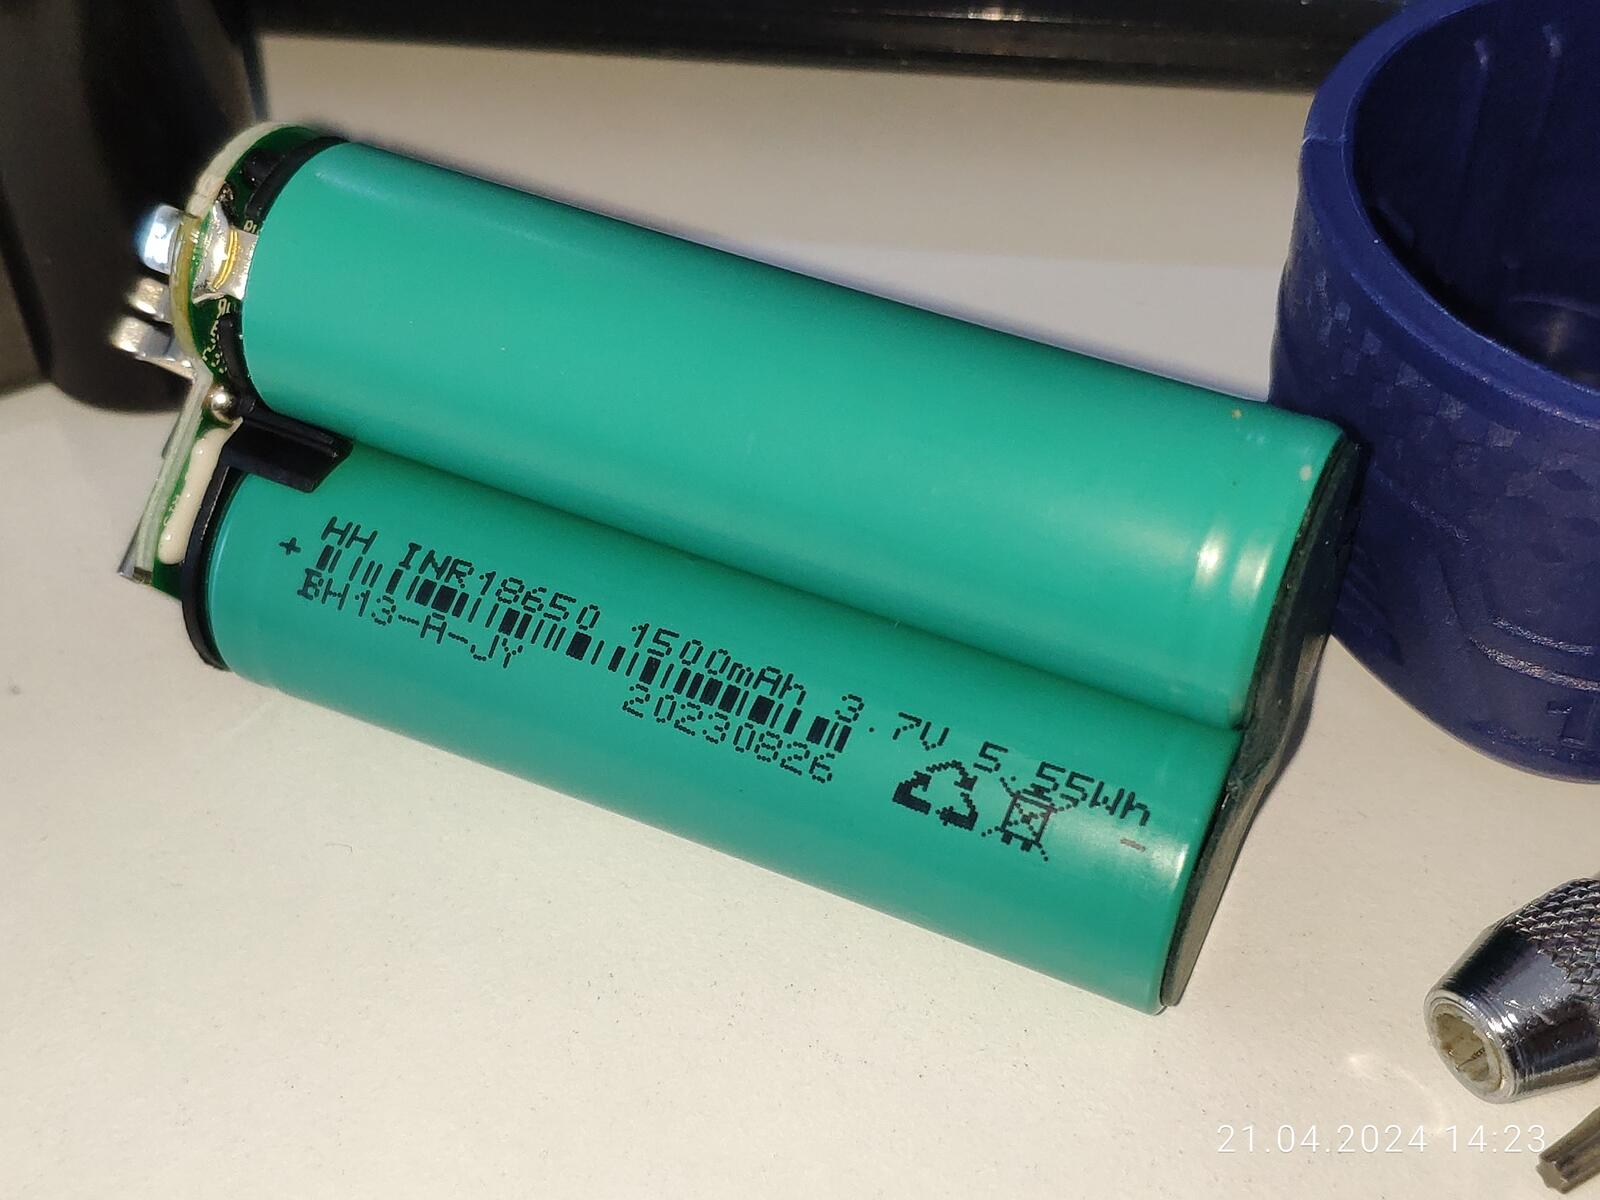 + HH INR18650 1500mAh 3.7V 5.55Wh -
BH13-A-JY
20230826
21.04.2024 14:23